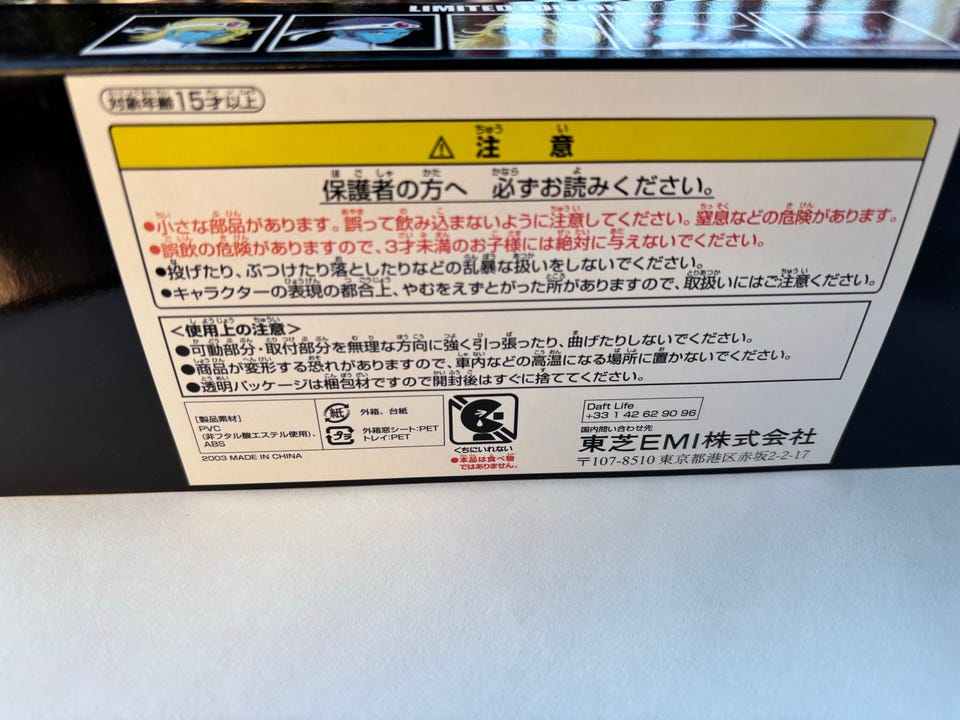 LIMITED EDITION
対象年齢15才以上
⚠ 注意
保護者の方へ 必ずお読みください。
●小さな部品があります。誤って飲み込まないように注意してください。窒息などの危険があります。
●誤飲の危険がありますので、3才未満のお子様には絶対に与えないでください。
●投げたり、ぶつけたり落としたりなどの乱暴な扱いをしないでください。
●キャラクターの表現の都合上、やむをえずとがった所がありますので、取扱いにはご注意ください。
<使用上の注意>
●可動部分・取付部分を無理な方向に強く引っ張ったり、曲げたりしないでください。
●商品が変形する恐れがありますので、車内などの高温になる場所に置かないでください。
●透明パッケージは梱包材ですので開封後はすぐに捨ててください。
[製品素材]
PVC
(非フタル酸エステル使用)、
ABS
2003 MADE IN CHINA
紙 外箱、台紙
プラ 外箱窓シート:PET
トレイ:PET
くちにいれない
●本品は食べ物
ではありません。
Daft Life
+33 1 42 62 90 96
国内問い合わせ先
東芝EMI株式会社
〒107-8510 東京都港区赤坂2-2-17